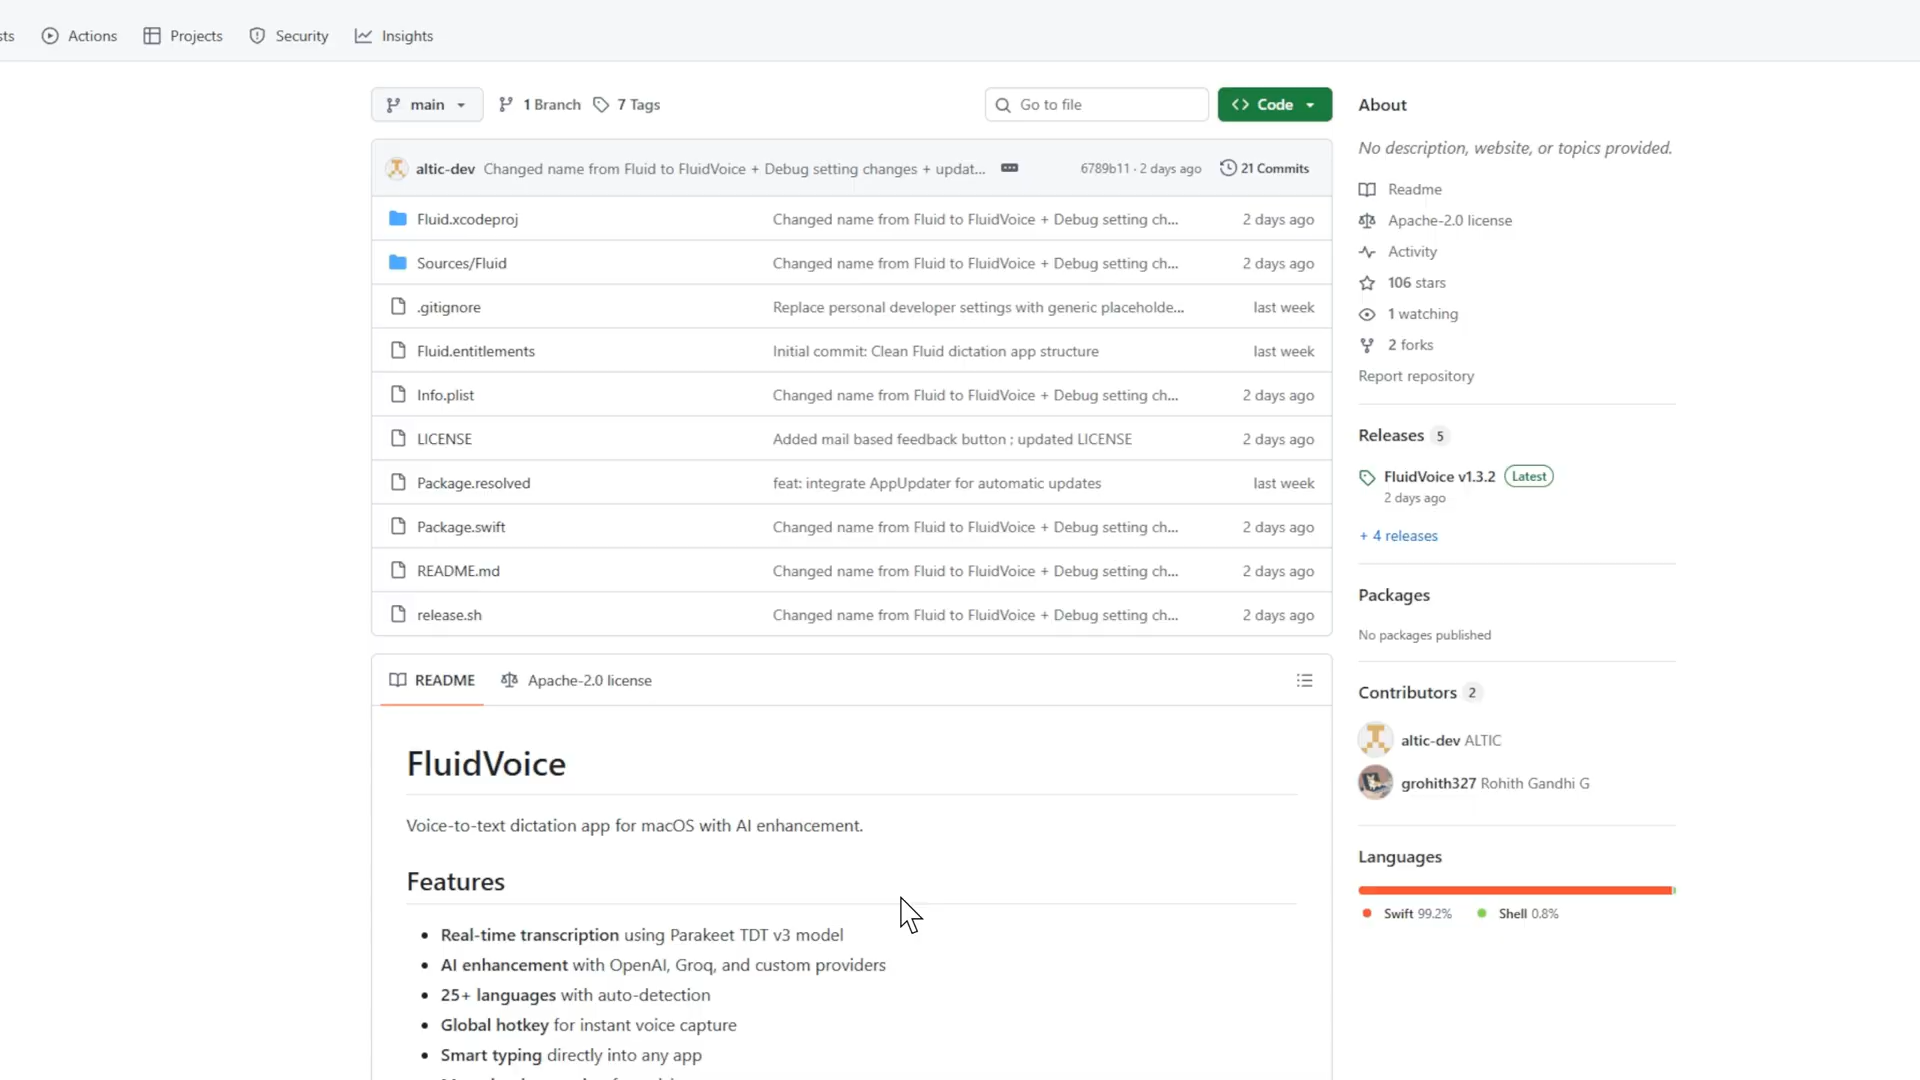 sts Actions Projects Security Insights
main 1 Branch 7 Tags Go to file Code
altic-dev Changed name from Fluid to FluidVoice + Debug setting changes + updat... 6789b11 · 2 days ago 21 Commits
Fluid.xcodeproj Changed name from Fluid to FluidVoice + Debug setting ch... 2 days ago
Sources/Fluid Changed name from Fluid to FluidVoice + Debug setting ch... 2 days ago
.gitignore Replace personal developer settings with generic placeholde... last week
Fluid.entitlements Initial commit: Clean Fluid dictation app structure last week
Info.plist Changed name from Fluid to FluidVoice + Debug setting ch... 2 days ago
LICENSE Added mail based feedback button ; updated LICENSE 2 days ago
Package.resolved feat: integrate AppUpdater for automatic updates last week
Package.swift Changed name from Fluid to FluidVoice + Debug setting ch... 2 days ago
README.md Changed name from Fluid to FluidVoice + Debug setting ch... 2 days ago
release.sh Changed name from Fluid to FluidVoice + Debug setting ch... 2 days ago
README Apache-2.0 license
FluidVoice
Voice-to-text dictation app for macOS with AI enhancement.
Features
• Real-time transcription using Parakeet TDT v3 model
• AI enhancement with OpenAI, Groq, and custom providers
• 25+ languages with auto-detection
• Global hotkey for instant voice capture
• Smart typing directly into any app
About
No description, website, or topics provided.
Readme
Apache-2.0 license
Activity
106 stars
1 watching
2 forks
Report repository
Releases 5
FluidVoice v1.3.2 Latest
2 days ago
+ 4 releases
Packages
No packages published
Contributors 2
altic-dev ALTIC
grohith327 Rohith Gandhi G
Languages
Swift 99.2% Shell 0.8%